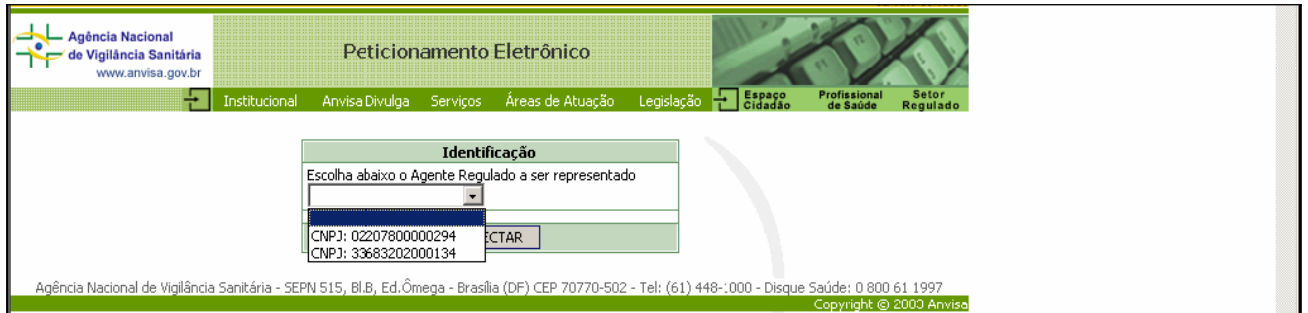 Agência Nacional
de Vigilância Sanitária
www.anvisa.gov.br
Peticionamento Eletrônico
Institucional Anvisa Divulga Serviços Áreas de Atuação Legislação Espaço Cidadão Profissional de Saúde Setor Regulado
Identificação
Escolha abaixo o Agente Regulado a ser representado
CNPJ: 02207800000294
ECTAR
CNPJ: 33683202000134
Agência Nacional de Vigilância Sanitária - SEPN 515, Bl.B, Ed.Ômega - Brasília (DF) CEP 70770-502 - Tel: (61) 448-1000 - Disque Saúde: 0 800 61 1997
Copyright © 2003 Anvisa